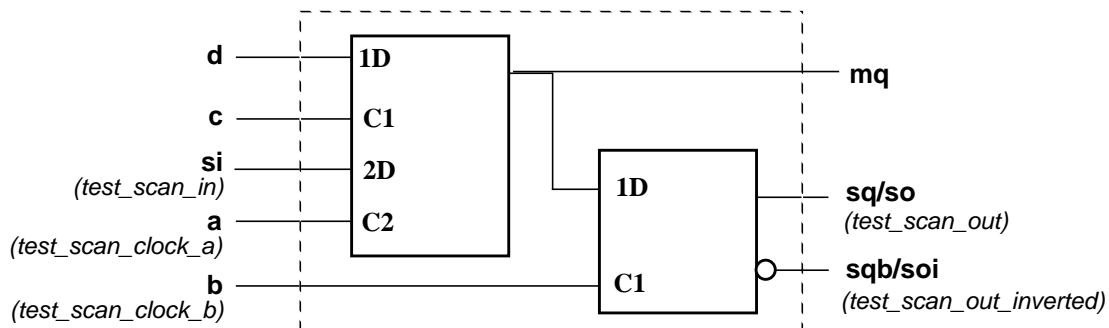 d
1D
mq
c
C1
si
(test_scan_in)
2D
1D
sq/so
(test_scan_out)
a
(test_scan_clock_a)
C2
sqb/soi
(test_scan_out_inverted)
b
(test_scan_clock_b)
C1